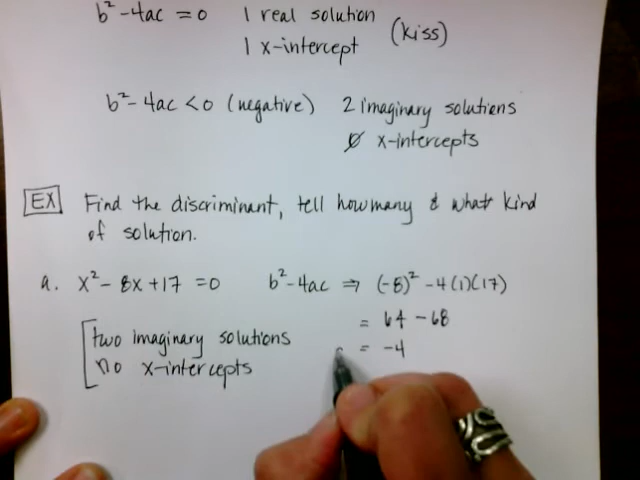 b²-4ac = 0 1 real solution (kiss)
1 x-intercept
b²-4ac < 0 (negative) 2 imaginary solutions
∅ x-intercepts
EX Find the discriminant, tell how many & what kind
of solution.
a. x² - 8x + 17 = 0 b²-4ac ⇒ (-8)² - 4(1)(17)
= 64 - 68
two imaginary solutions = -4
no x-intercepts